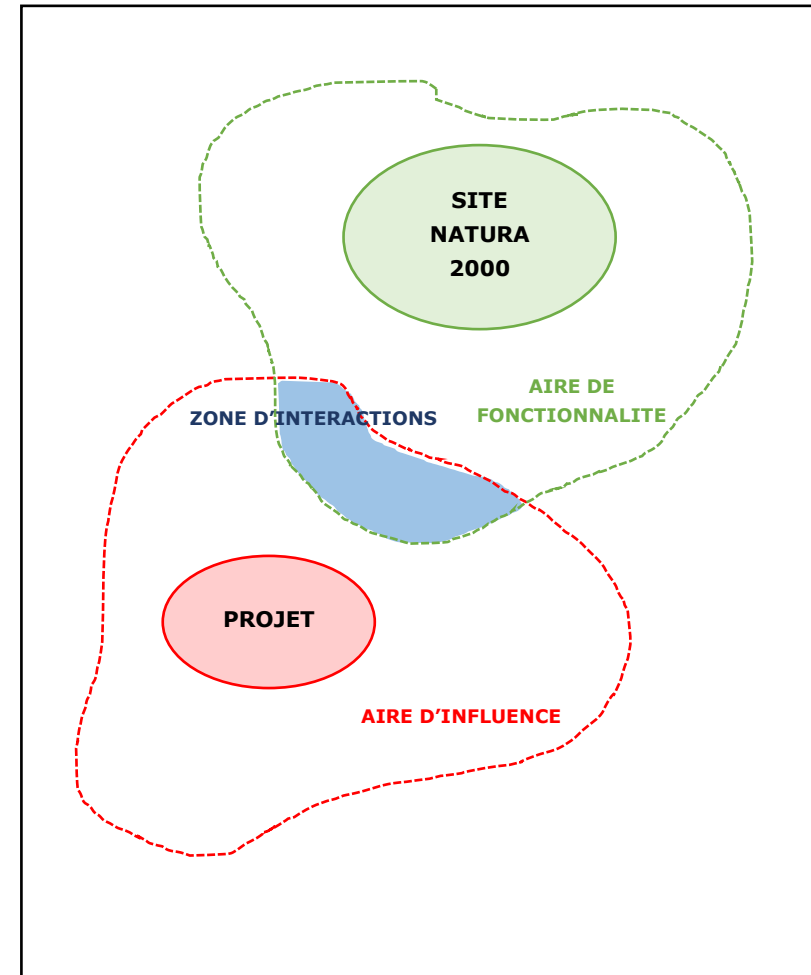 SITE
NATURA
2000
AIRE DE
FONCTIONNALITE
ZONE D'INTERACTIONS
PROJET
AIRE D'INFLUENCE